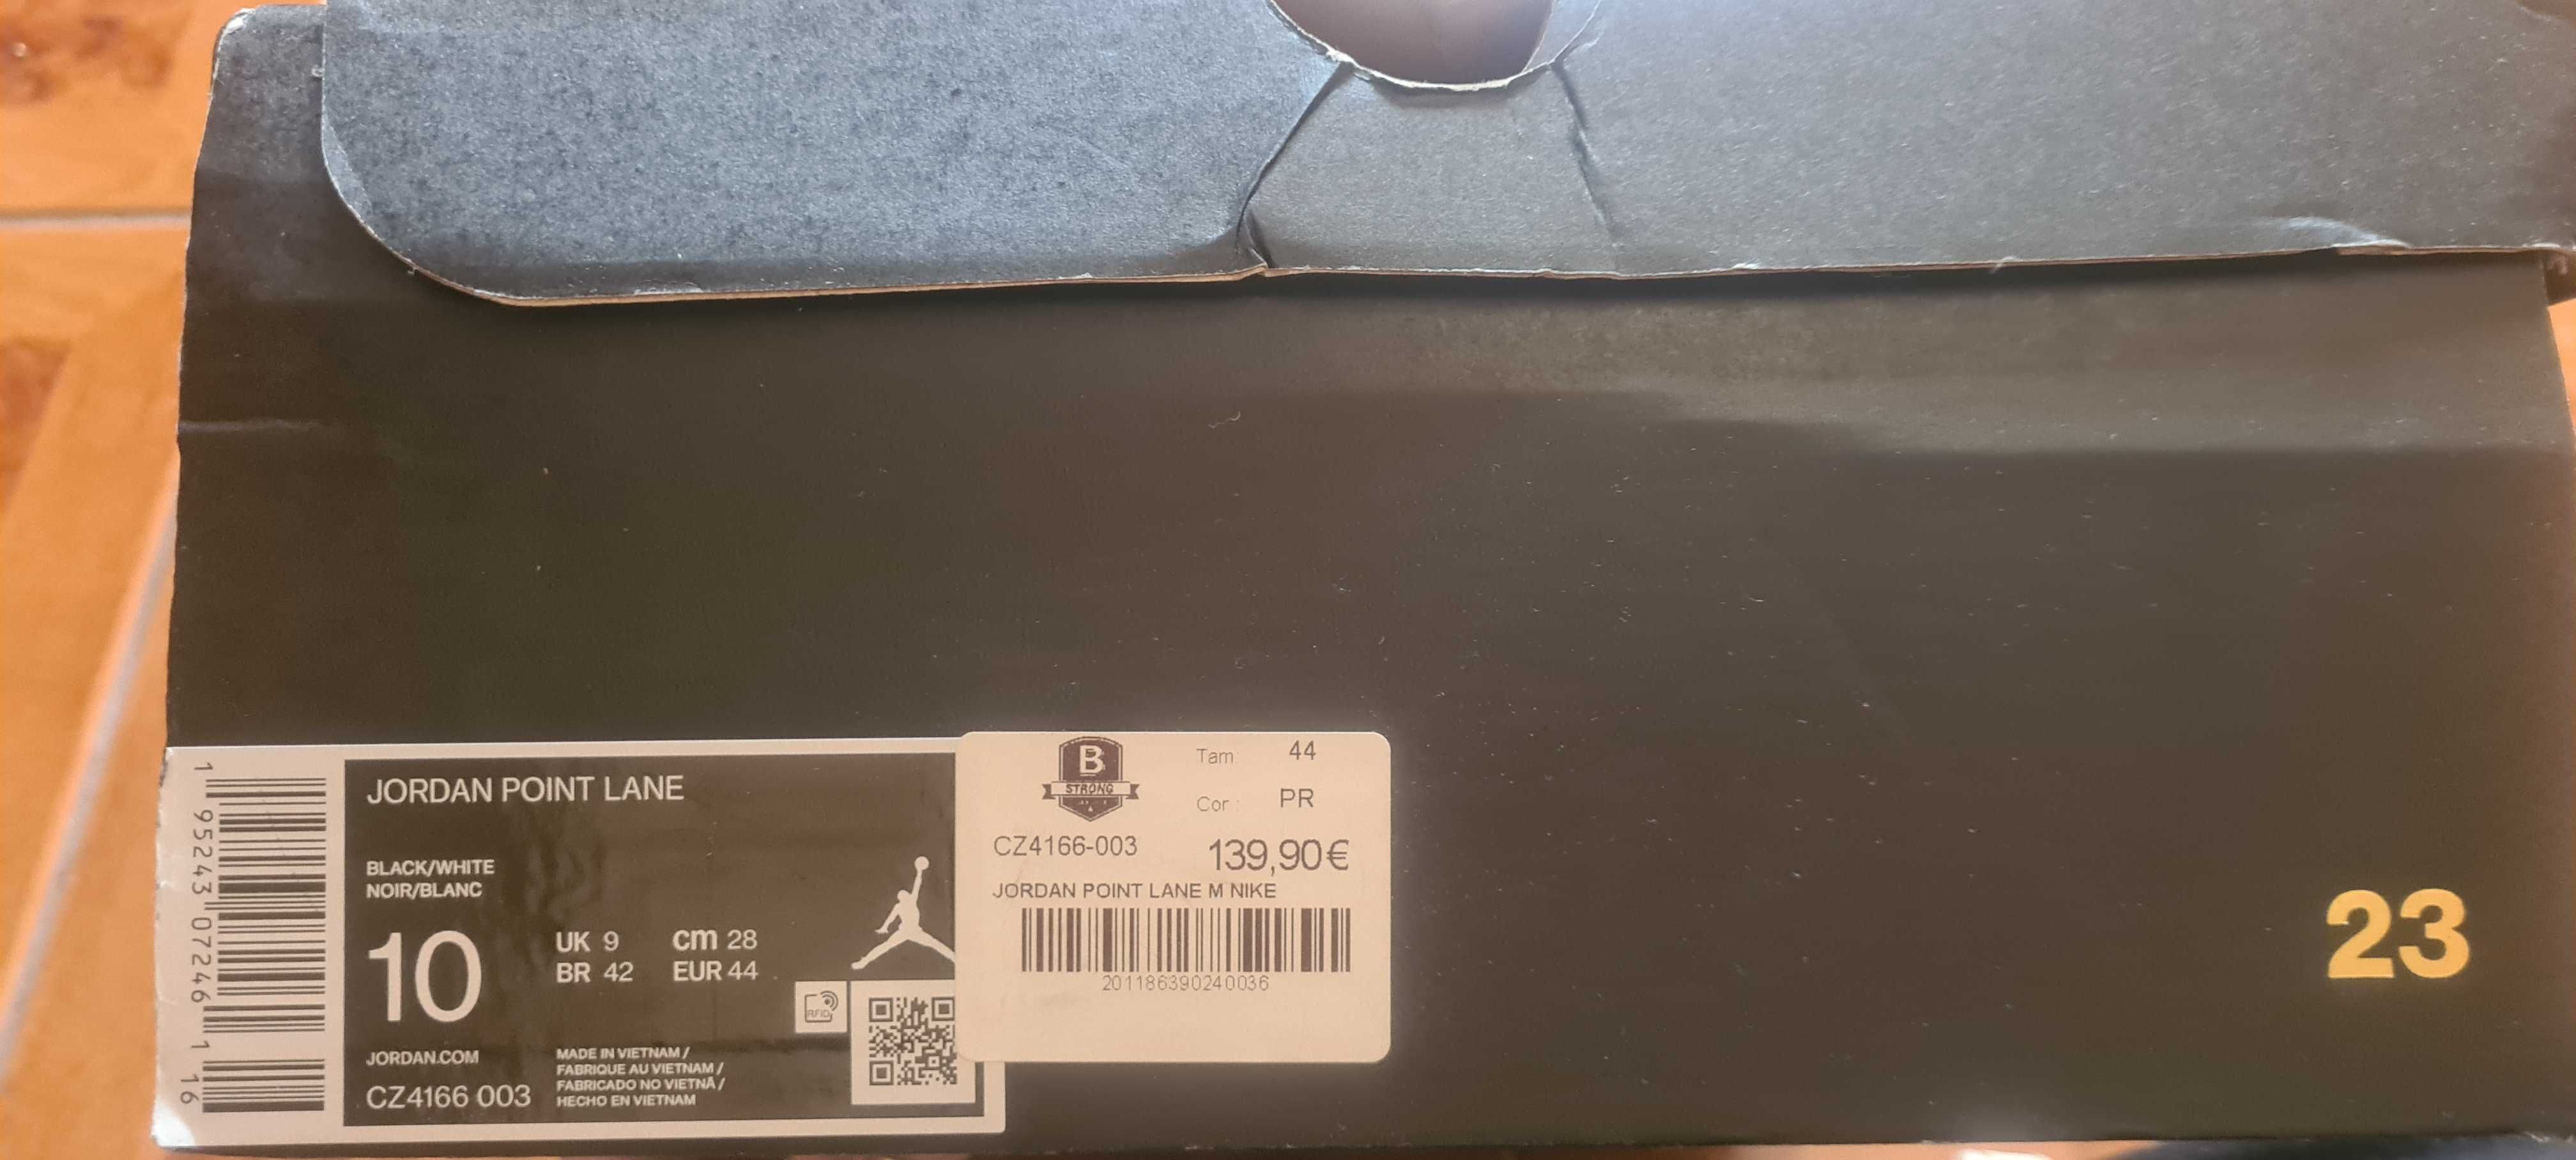 1 95243 07246 1 16
JORDAN POINT LANE
BLACK/WHITE
NOIR/BLANC
10
UK 9
BR 42
cm 28
EUR 44
RFID
JORDAN.COM
CZ4166 003
MADE IN VIETNAM /
FABRIQUE AU VIETNAM /
FABRICADO NO VIETNÃ /
HECHO EN VIETNAM
B
STRONG
Tam 44
Cor : PR
CZ4166-003
139,90€
JORDAN POINT LANE M NIKE
201186390240036
23